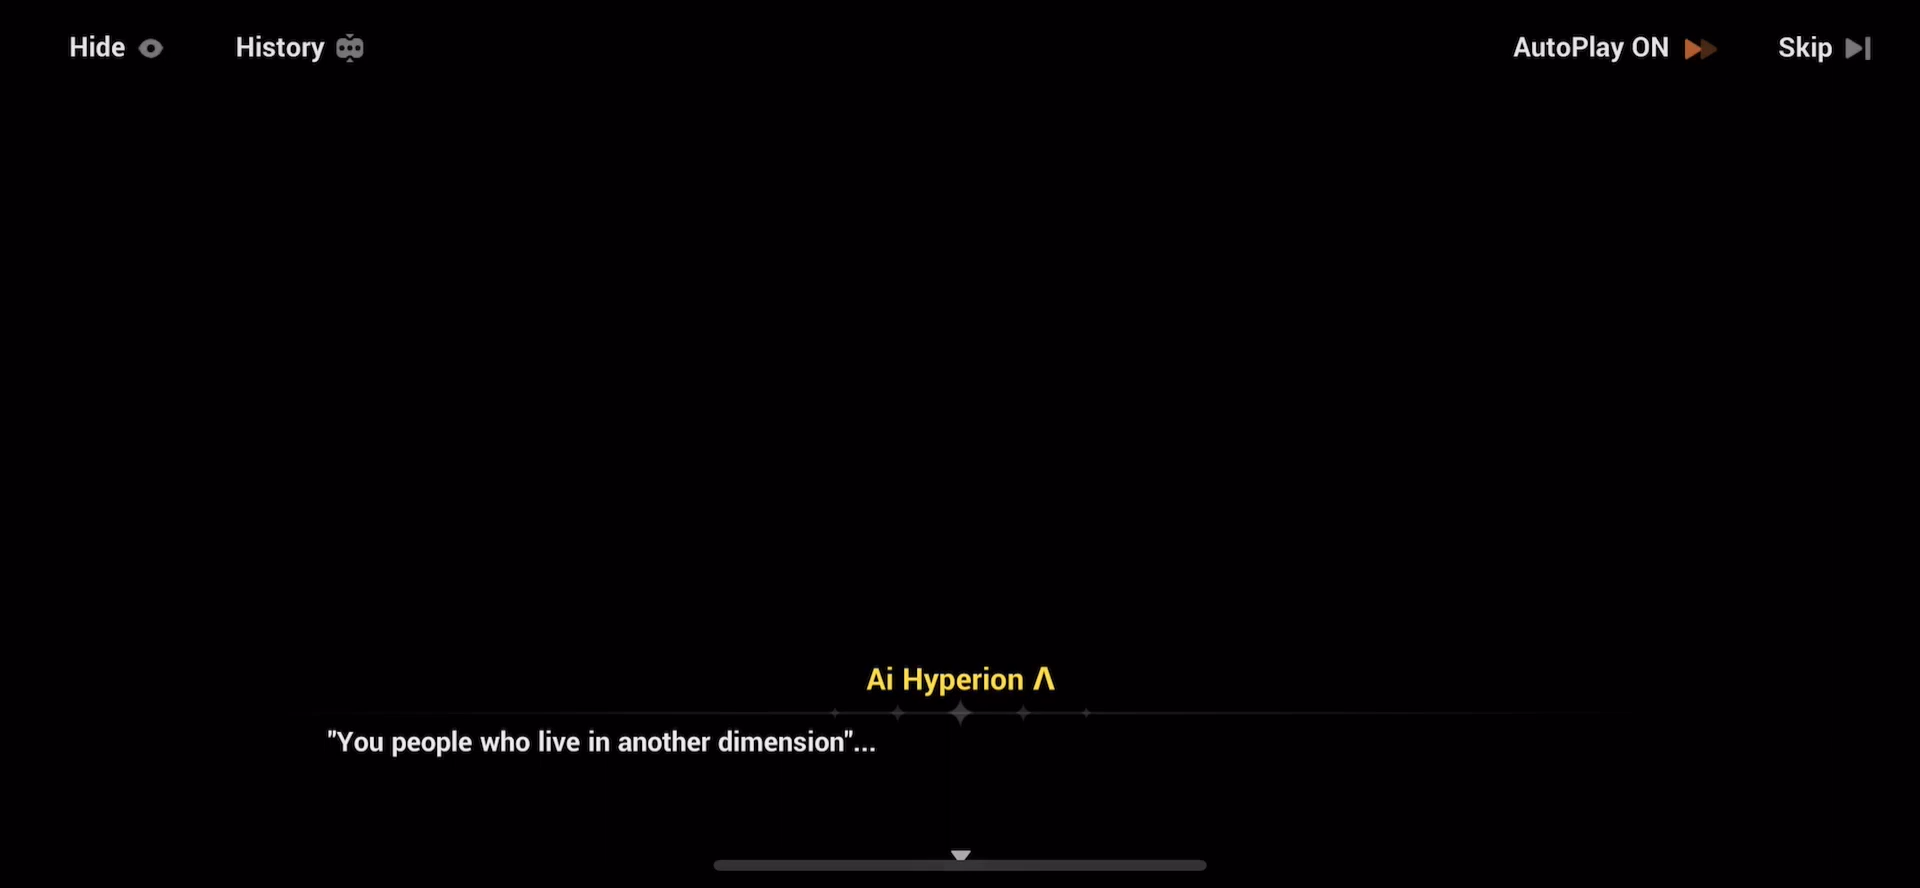 Hide
History
AutoPlay ON
Skip
Ai Hyperion Λ
"You people who live in another dimension"...